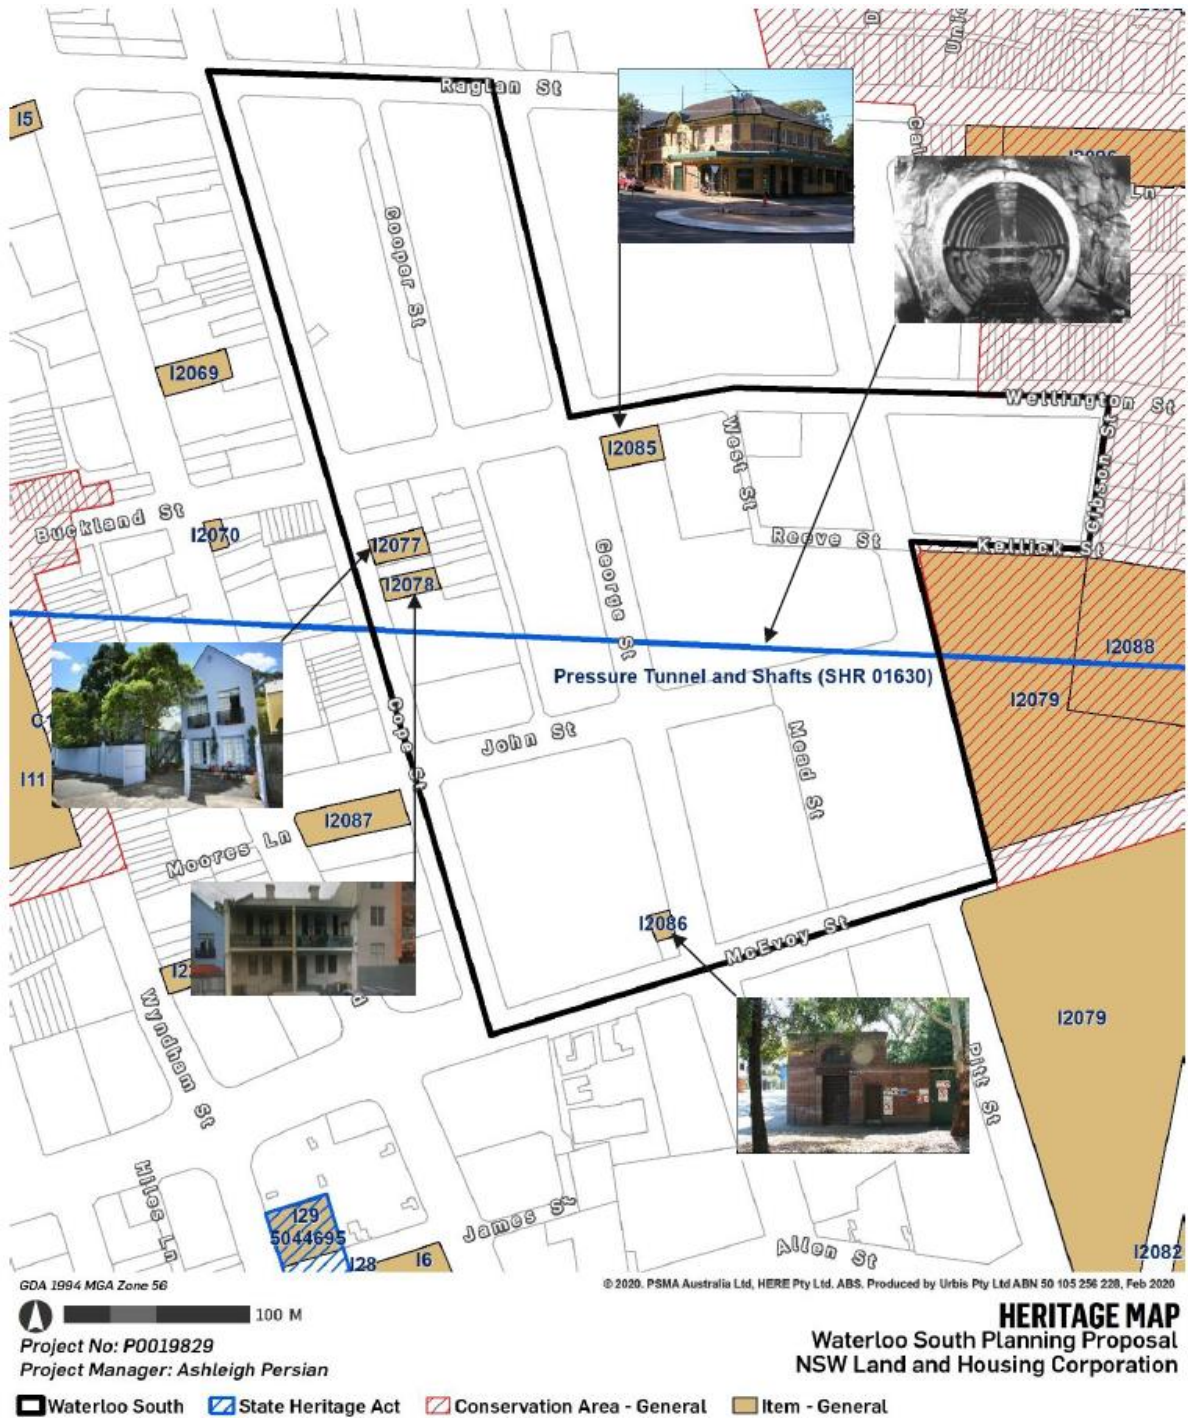 Raglan St
I5
Cooper St
I2069
Wellington St
Gibson St
I2085
West St
Buckland St
I2070
I2077
Reeve St
Kellick St
I2078
George St
I2088
Pressure Tunnel and Shafts (SHR 01630)
I2079
Cope St
John St
Mead St
I11
I2087
Moores Ln
I2086
McEvoy St
Wyndham St
I2079
Pitt St
Hiles Ln
I29
5044695
James St
I28
I6
Allen St
I2082
GDA 1994 MGA Zone 56
© 2020. PSMA Australia Ltd, HERE Pty Ltd. ABS. Produced by Urbis Pty Ltd ABN 50 105 256 228, Feb 2020
100 M
HERITAGE MAP
Waterloo South Planning Proposal
NSW Land and Housing Corporation
Project No: P0019829
Project Manager: Ashleigh Persian
Waterloo South
State Heritage Act
Conservation Area - General
Item - General